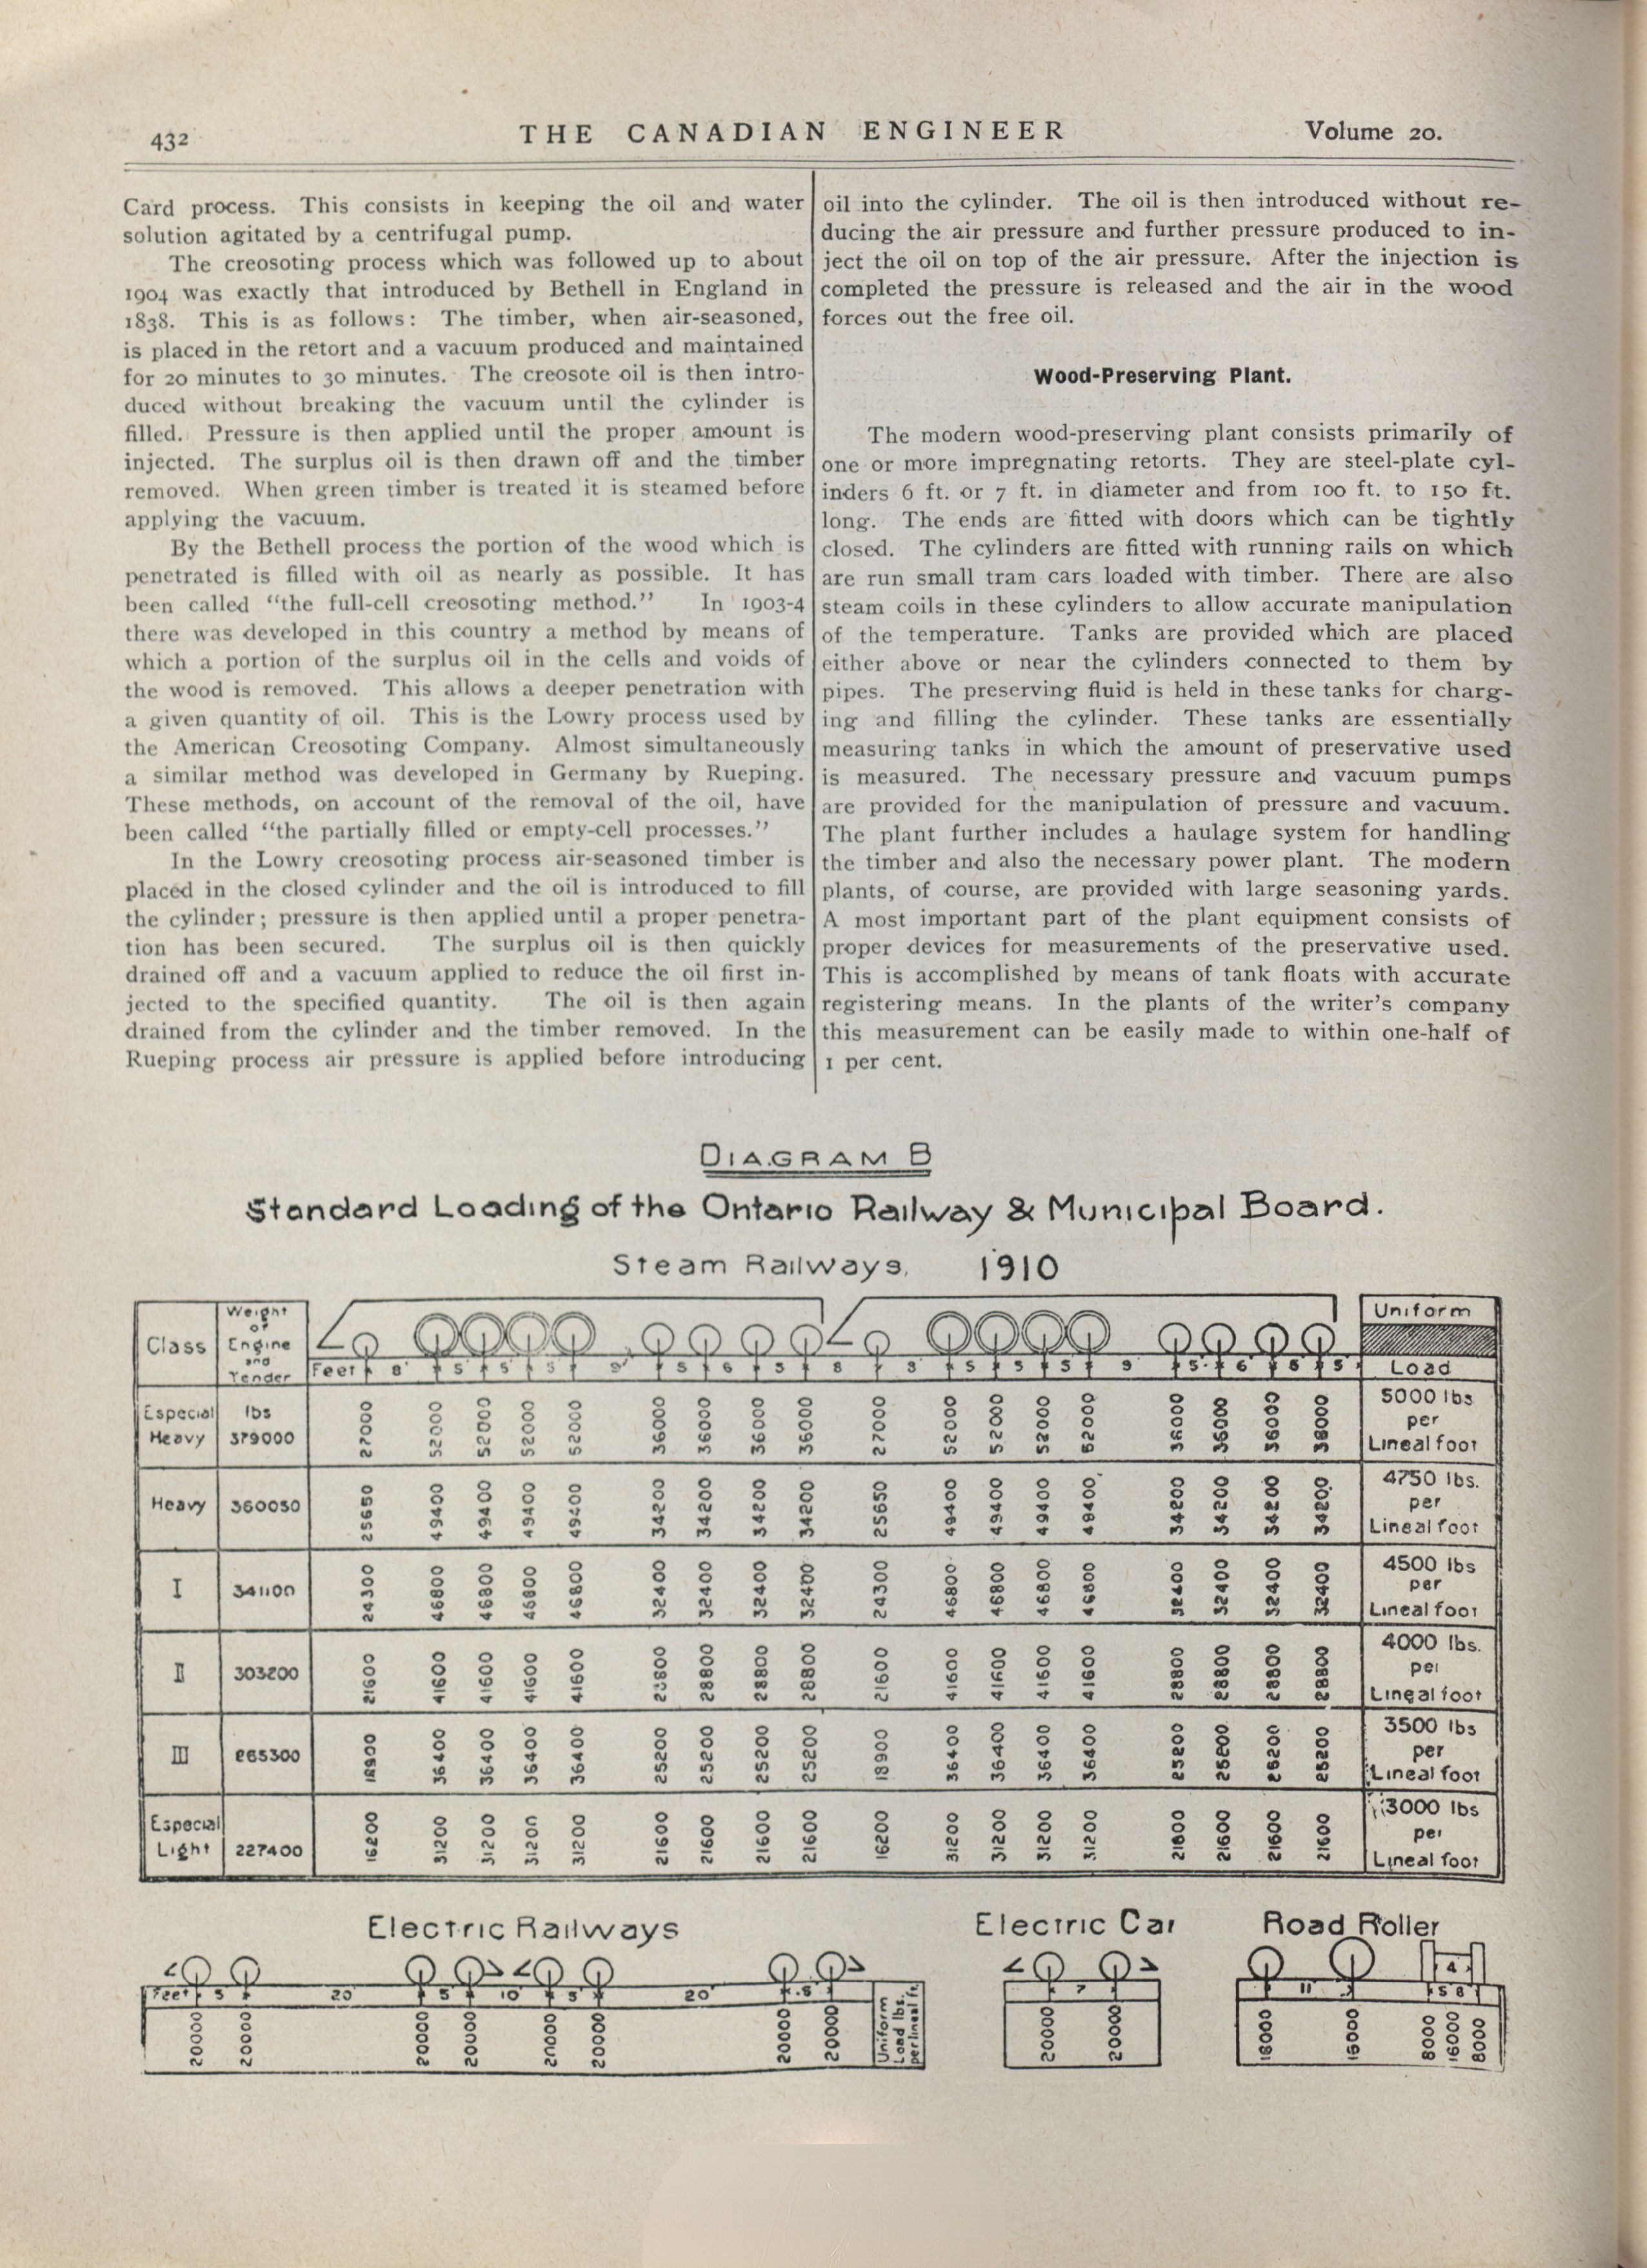 432
THE CANADIAN ENGINEER
Volume 20.
Card process. This consists in keeping the oil and water
solution agitated by a centrifugal pump.
The creosoting process which was followed up to about
1904 was exactly that introduced by Bethell in England in
1838. This is as follows: The timber, when air-seasoned,
is placed in the retort and a vacuum produced and maintained
for 20 minutes to 30 minutes. The creosote oil is then intro-
duced without breaking the vacuum until the cylinder is
filled. Pressure is then applied until the proper amount is
injected. The surplus oil is then drawn off and the timber
removed. When green timber is treated it is steamed before
applying the vacuum.
By the Bethell process the portion of the wood which is
penetrated is filled with oil as nearly as possible. It has
been called "the full-cell creosoting method." In 1903-4
there was developed in this country a method by means of
which a portion of the surplus oil in the cells and voids of
the wood is removed. This allows a deeper penetration with
a given quantity of oil. This is the Lowry process used by
the American Creosoting Company. Almost simultaneously
a similar method was developed in Germany by Rueping.
These methods, on account of the removal of the oil, have
been called "the partially filled or empty-cell processes."
In the Lowry creosoting process air-seasoned timber is
placed in the closed cylinder and the oil is introduced to fill
the cylinder; pressure is then applied until a proper penetra-
tion has been secured. The surplus oil is then quickly
drained off and a vacuum applied to reduce the oil first in-
jected to the specified quantity. The oil is then again
drained from the cylinder and the timber removed. In the
Rueping process air pressure is applied before introducing
oil into the cylinder. The oil is then introduced without re-
ducing the air pressure and further pressure produced to in-
ject the oil on top of the air pressure. After the injection is
completed the pressure is released and the air in the wood
forces out the free oil.
Wood-Preserving Plant.
The modern wood-preserving plant consists primarily of
one or more impregnating retorts. They are steel-plate cyl-
inders 6 ft. or 7 ft. in diameter and from 100 ft. to 150 ft.
long. The ends are fitted with doors which can be tightly
closed. The cylinders are fitted with running rails on which
are run small tram cars loaded with timber. There are also
steam coils in these cylinders to allow accurate manipulation
of the temperature. Tanks are provided which are placed
either above or near the cylinders connected to them by
pipes. The preserving fluid is held in these tanks for charg-
ing and filling the cylinder. These tanks are essentially
measuring tanks in which the amount of preservative used
is measured. The necessary pressure and vacuum pumps
are provided for the manipulation of pressure and vacuum.
The plant further includes a haulage system for handling
the timber and also the necessary power plant. The modern
plants, of course, are provided with large seasoning yards.
A most important part of the plant equipment consists of
proper devices for measurements of the preservative used.
This is accomplished by means of tank floats with accurate
registering means. In the plants of the writer's company
this measurement can be easily made to within one-half of
1 per cent.
DIAGRAM B
Standard Loading of the Ontario Railway & Municipal Board.
Steam Railways. 1910
Class Weight of Engine and Tender Uniform Load
Feet 8 5 5 5 9 5 6 5 8 8 5 5 5 9 5 6 5 5
Especial Heavy lbs 379000 27000 52000 52000 52000 52000 36000 36000 36000 36000 27000 52000 52000 52000 52000 36000 36000 36000 36000 5000 lbs per Lineal foot
Heavy 360050 25650 49400 49400 49400 49400 34200 34200 34200 34200 25650 49400 49400 49400 49400 34200 34200 34200 34200 4750 lbs. per Lineal foot
I 341100 24300 46800 46800 46800 46800 32400 32400 32400 32400 24300 46800 46800 46800 46800 32400 32400 32400 32400 4500 lbs per Lineal foot
II 303200 21600 41600 41600 41600 41600 28800 28800 28800 28800 21600 41600 41600 41600 41600 28800 28800 28800 28800 4000 lbs. per Lineal foot
III 265300 18900 36400 36400 36400 36400 25200 25200 25200 25200 18900 36400 36400 36400 36400 25200 25200 25200 25200 3500 lbs per Lineal foot
Especial Light 227400 16200 31200 31200 31200 31200 21600 21600 21600 21600 16200 31200 31200 31200 31200 21600 21600 21600 21600 3000 lbs per Lineal foot
Electric Railways
Feet 5 20 5 10 5 20 5
20000 20000 20000 20000 20000 20000 20000 20000
Uniform Load lbs. per lineal ft
Electric Car
7
20000 20000
Road Roller
11 4
16000 16000 8000 16000 8000